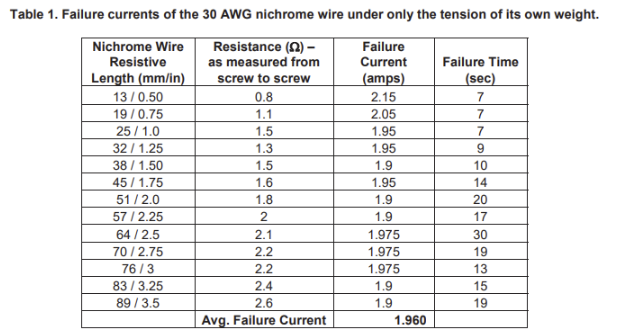 Table 1. Failure currents of the 30 AWG nichrome wire under only the tension of its own weight.
Nichrome Wire Resistive Length (mm/in) Resistance (Ω) – as measured from screw to screw Failure Current (amps) Failure Time (sec)
13 / 0.50 0.8 2.15 7
19 / 0.75 1.1 2.05 7
25 / 1.0 1.5 1.95 7
32 / 1.25 1.3 1.95 9
38 / 1.50 1.5 1.9 10
45 / 1.75 1.6 1.95 14
51 / 2.0 1.8 1.9 20
57 / 2.25 2 1.9 17
64 / 2.5 2.1 1.975 30
70 / 2.75 2.2 1.975 19
76 / 3 2.2 1.975 13
83 / 3.25 2.4 1.9 15
89 / 3.5 2.6 1.9 19
Avg. Failure Current 1.960